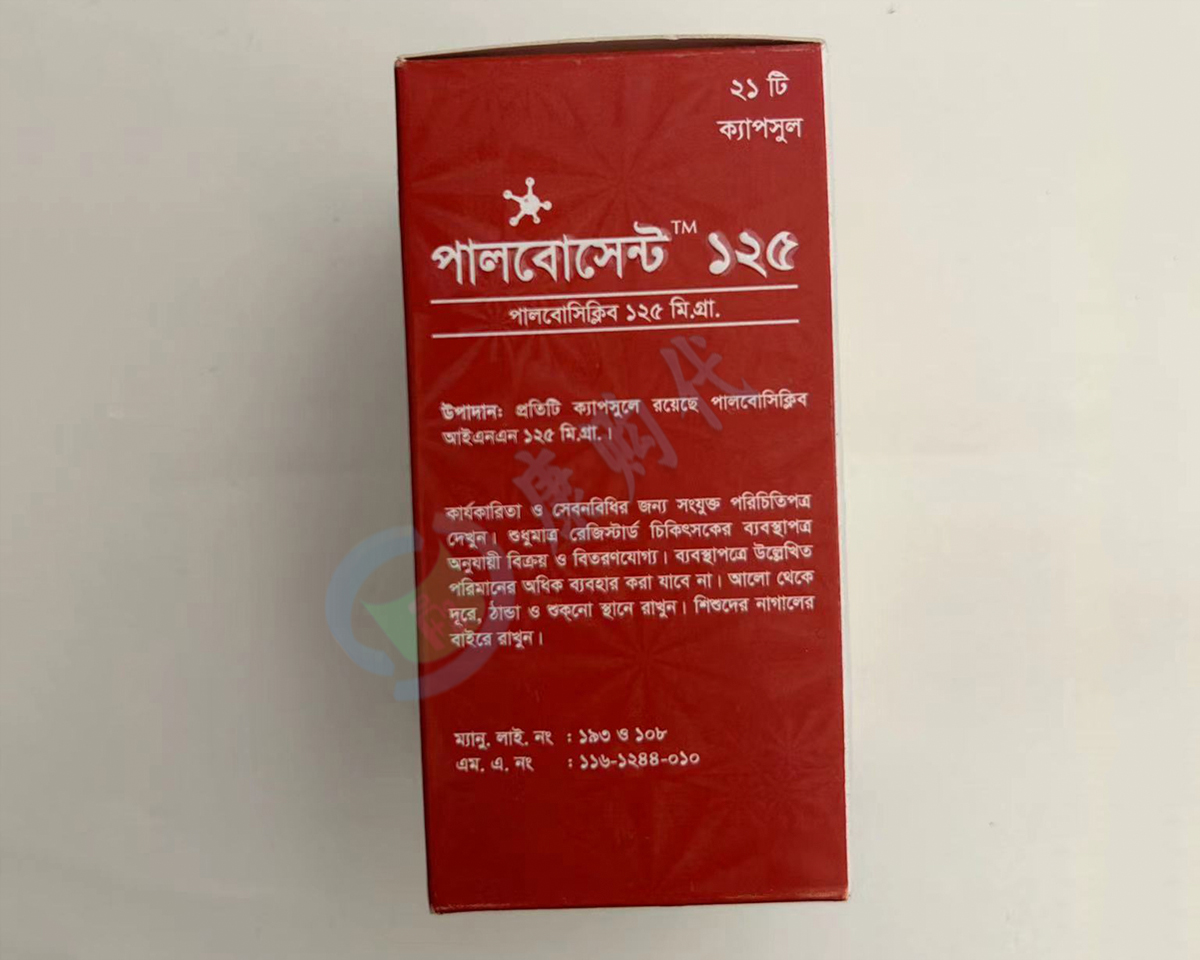 ২১ টি
ক্যাপসুল
পালবোসেন্ট™ ১২৫
পালবোসিক্লিব ১২৫ মি.গ্রা.
উপাদান: প্রতিটি ক্যাপসুলে রয়েছে পালবোসিক্লিব
আইএনএন ১২৫ মি.গ্রা.।
কার্যকারিতা ও সেবনবিধির জন্য সংযুক্ত পরিচিতিপত্র
দেখুন। শুধুমাত্র রেজিস্টার্ড চিকিৎসকের ব্যবস্থাপত্র
অনুযায়ী বিক্রয় ও বিতরণযোগ্য। ব্যবস্থাপত্রে উল্লেখিত
পরিমানের অধিক ব্যবহার করা যাবে না। আলো থেকে
দূরে, ঠান্ডা ও শুক্‌নো স্থানে রাখুন। শিশুদের নাগালের
বাইরে রাখুন।
ম্যানু. লাই. নং : ১৯৩ ও ১০৮
এম. এ. নং : ১১৬-১২৪৪-০১০